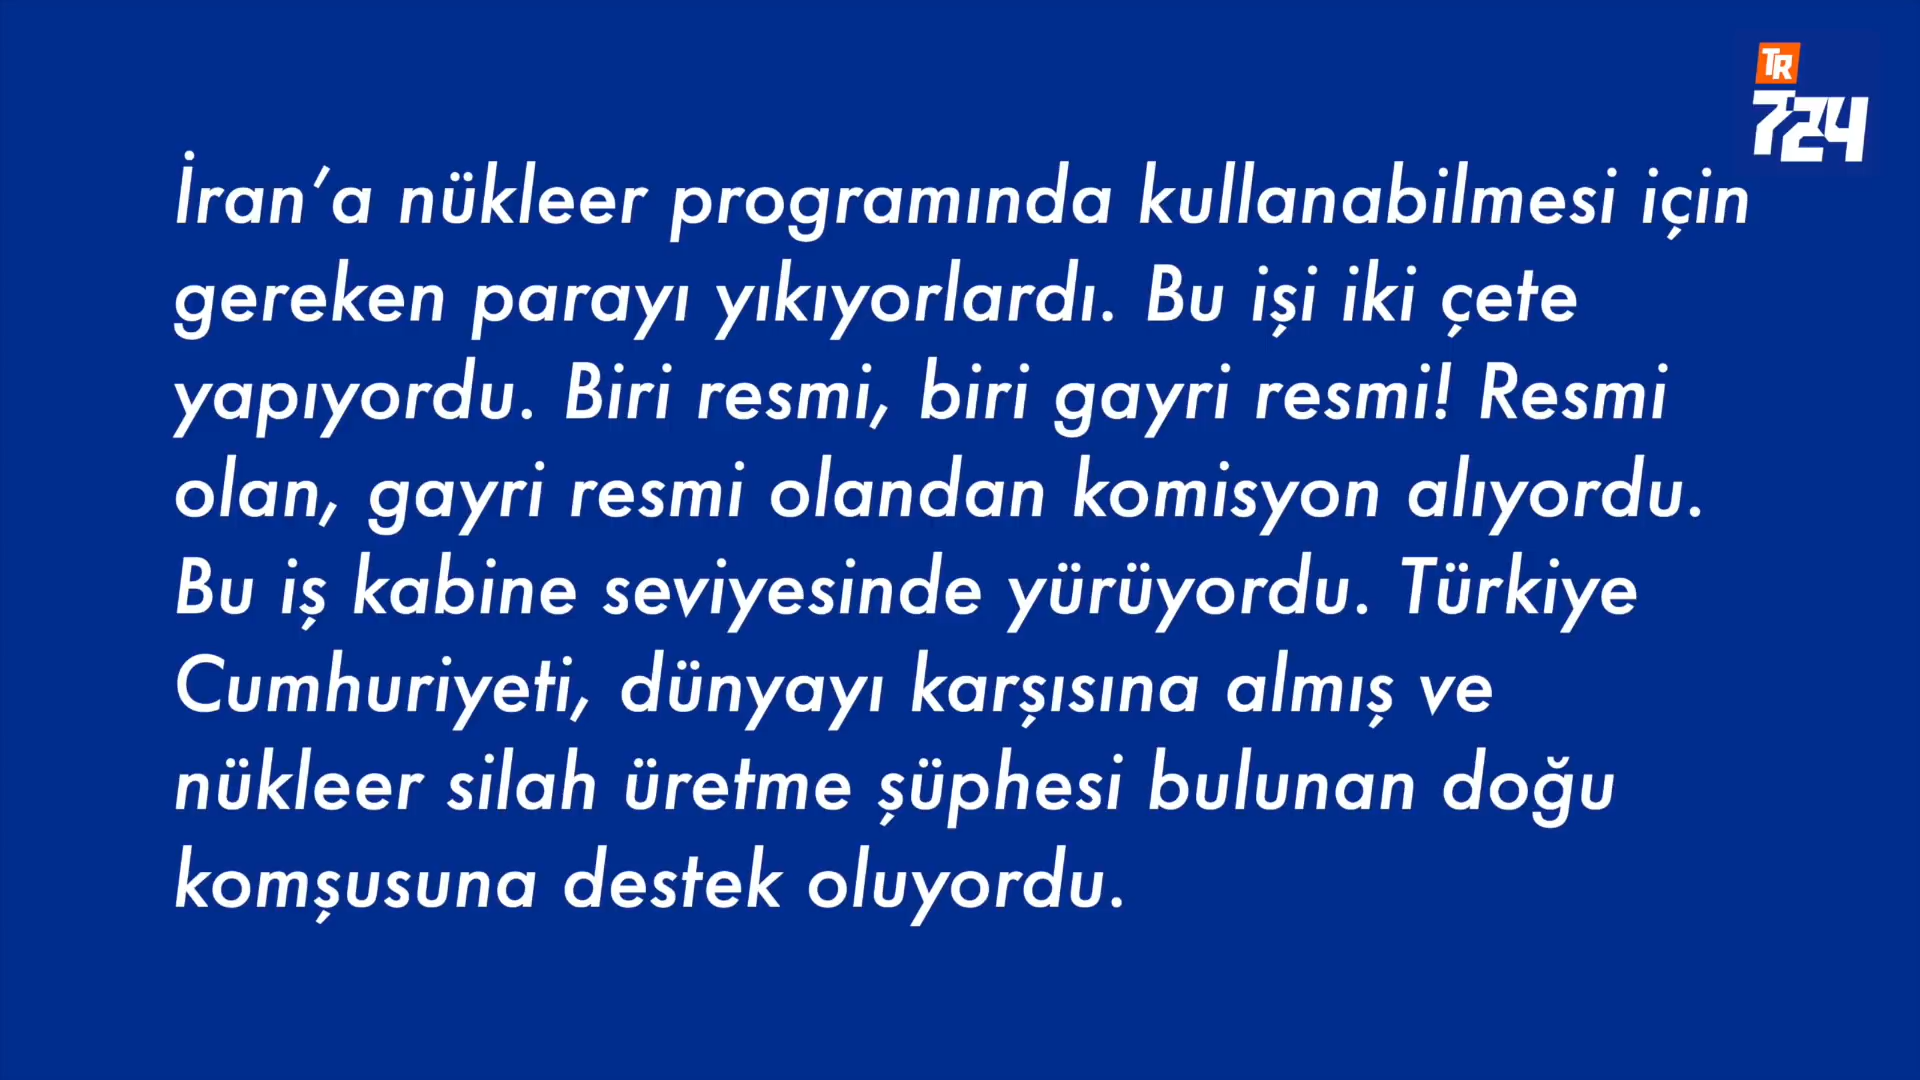 TR
724
İran’a nükleer programında kullanabilmesi için
gereken parayı yıkıyorlardı. Bu işi iki çete
yapıyordu. Biri resmi, biri gayri resmi! Resmi
olan, gayri resmi olandan komisyon alıyordu.
Bu iş kabine seviyesinde yürüyordu. Türkiye
Cumhuriyeti, dünyayı karşısına almış ve
nükleer silah üretme şüphesi bulunan doğu
komşusuna destek oluyordu.